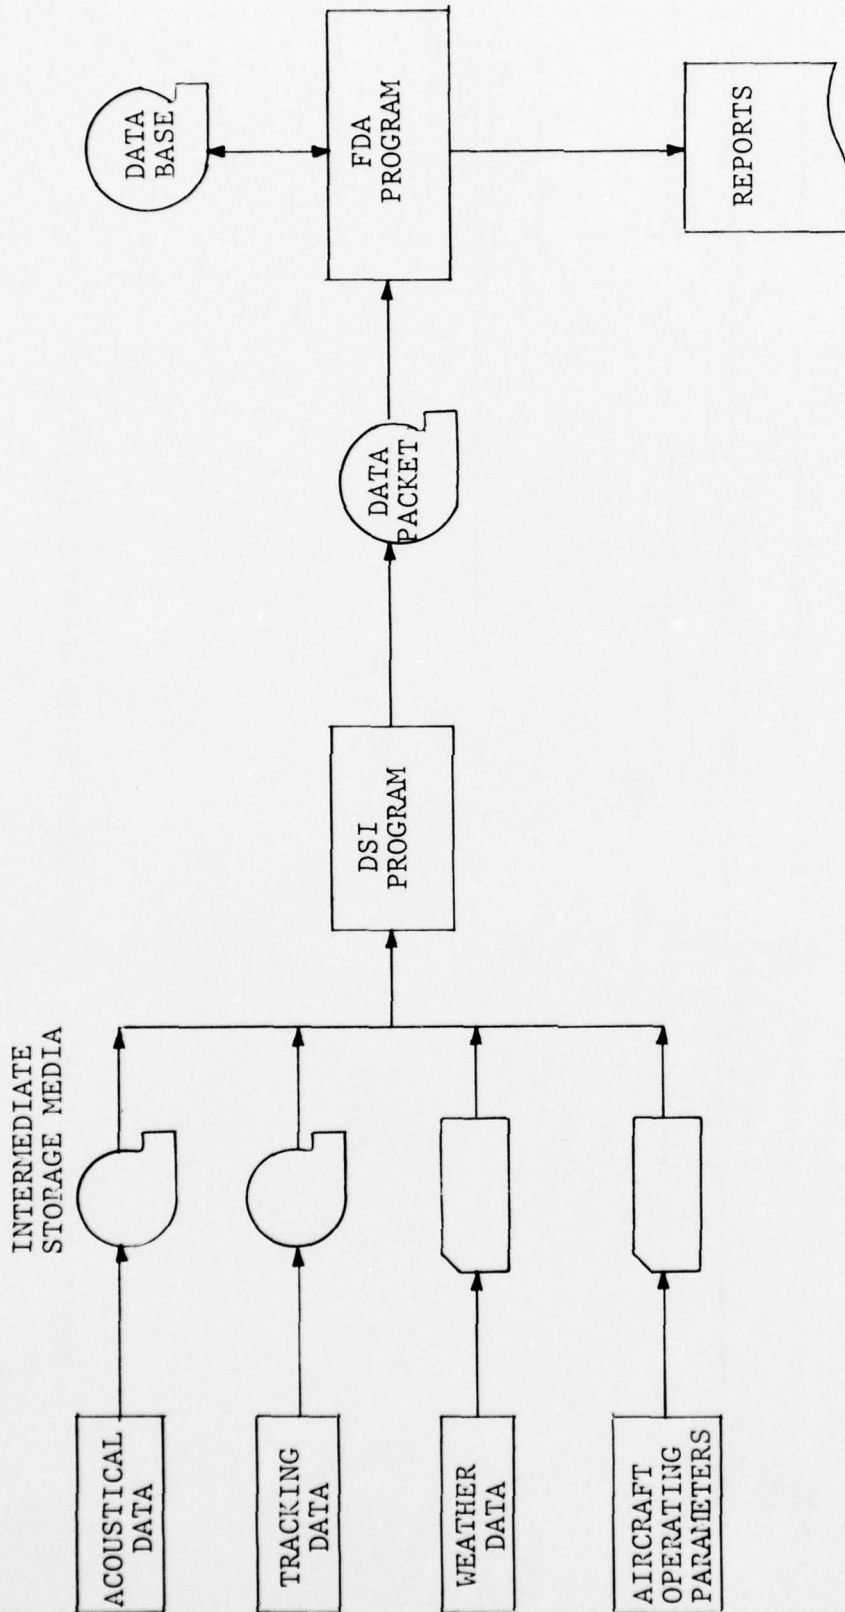 INTERMEDIATE
STORAGE MEDIA
ACOUSTICAL
DATA
TRACKING
DATA
WEATHER
DATA
AIRCRAFT
OPERATING
PARAMETERS
DSI
PROGRAM
DATA
PACKET
DATA
BASE
FDA
PROGRAM
REPORTS